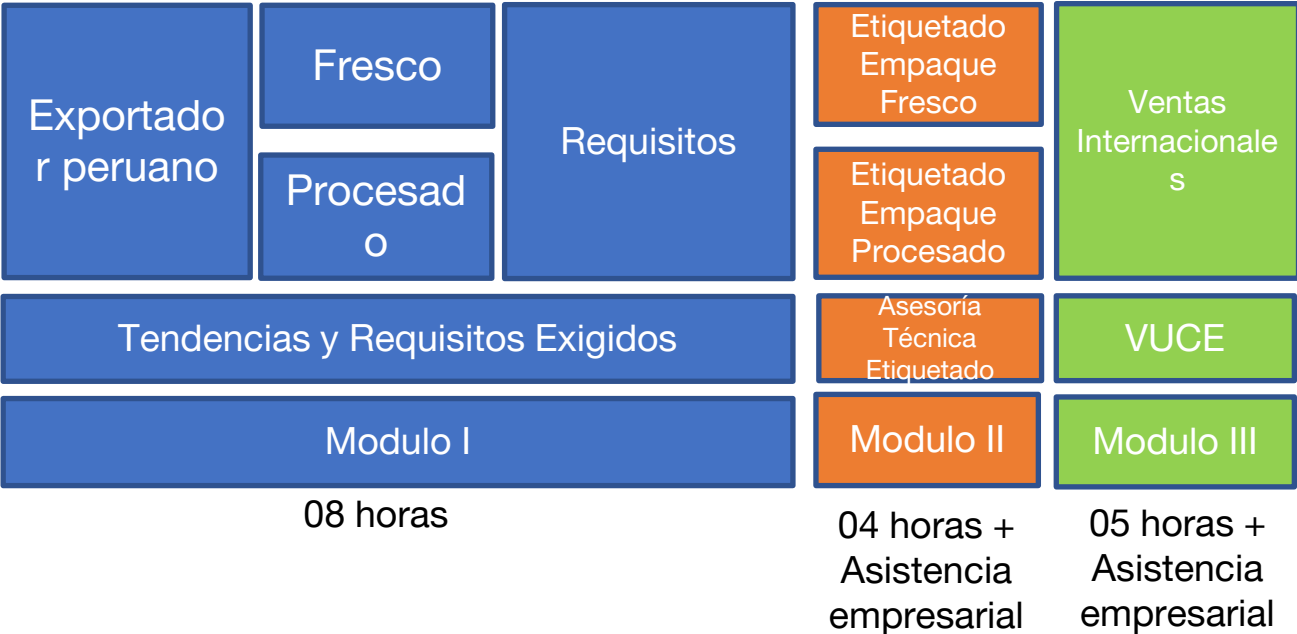 Exportado
r peruano
Fresco
Procesad
o
Requisitos
Tendencias y Requisitos Exigidos
Modulo I
08 horas
Etiquetado
Empaque
Fresco
Etiquetado
Empaque
Procesado
Asesoría
Técnica
Etiquetado
Modulo II
04 horas +
Asistencia
empresarial
Ventas
Internacionale
s
VUCE
Modulo III
05 horas +
Asistencia
empresarial